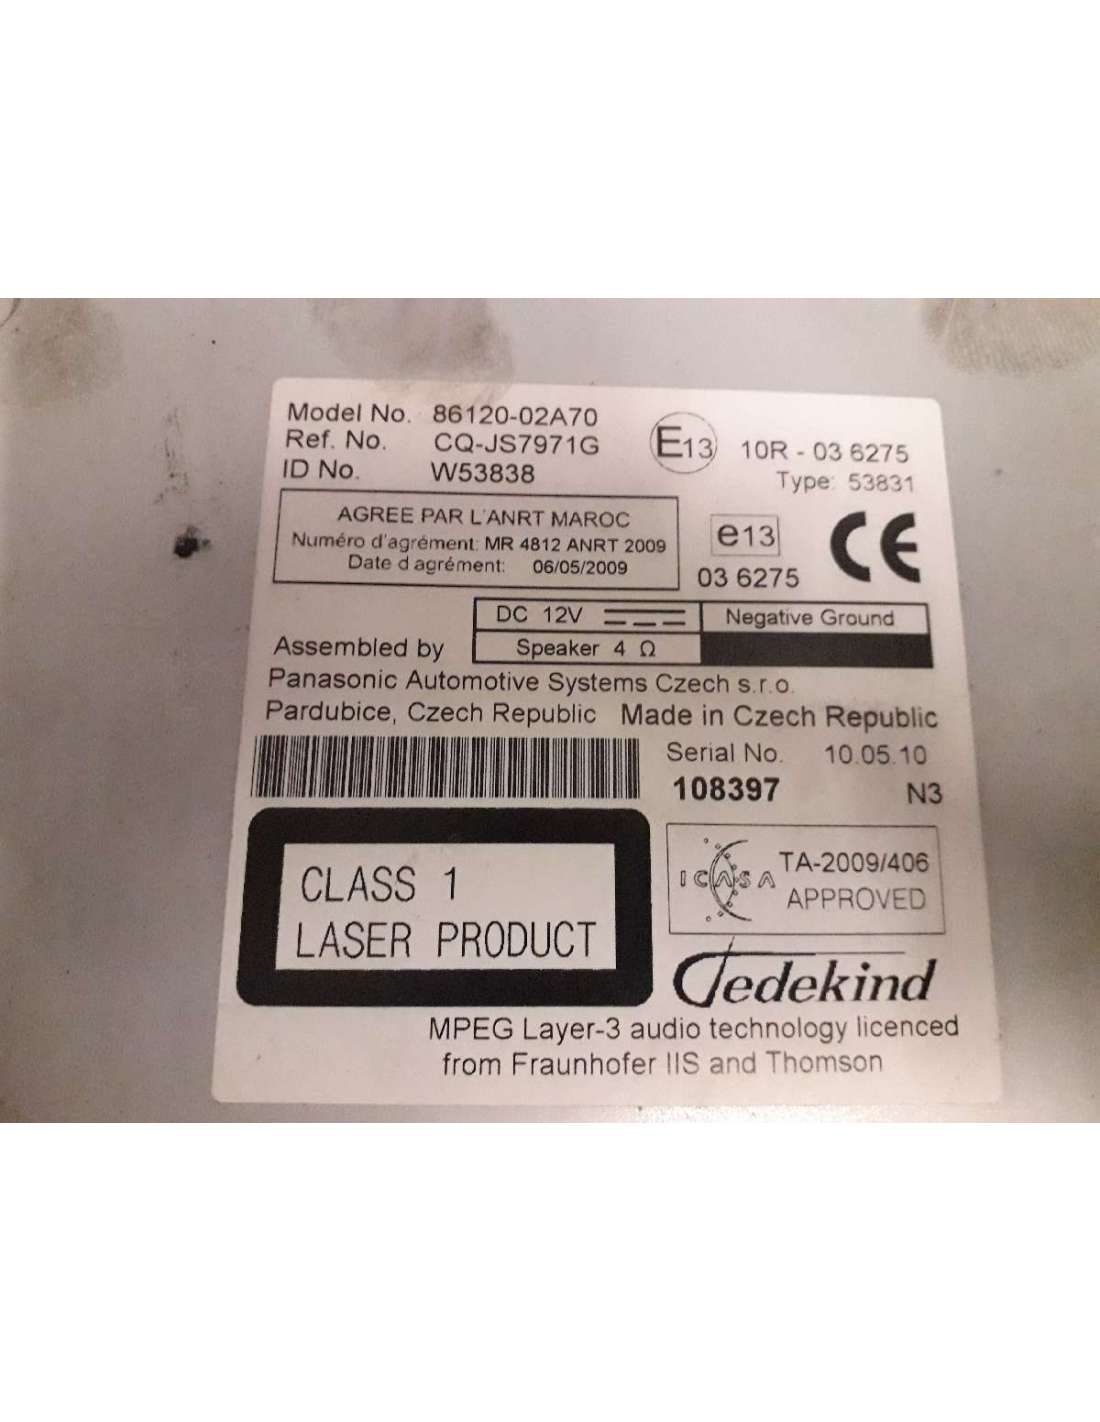 Model No. 86120-02A70
Ref. No. CQ-JS7971G
ID No. W53838
E13 10R - 03 6275
Type: 53831
AGREE PAR L'ANRT MAROC
Numéro d'agrément: MR 4812 ANRT 2009
Date d agrément: 06/05/2009
e13
03 6275
CE
DC 12V
Negative Ground
Speaker 4 Ω
Assembled by
Panasonic Automotive Systems Czech s.r.o.
Pardubice, Czech Republic Made in Czech Republic
Serial No. 10.05.10
108397 N3
CLASS 1
LASER PRODUCT
ICASA TA-2009/406
APPROVED
Tedekind
MPEG Layer-3 audio technology licenced
from Fraunhofer IIS and Thomson